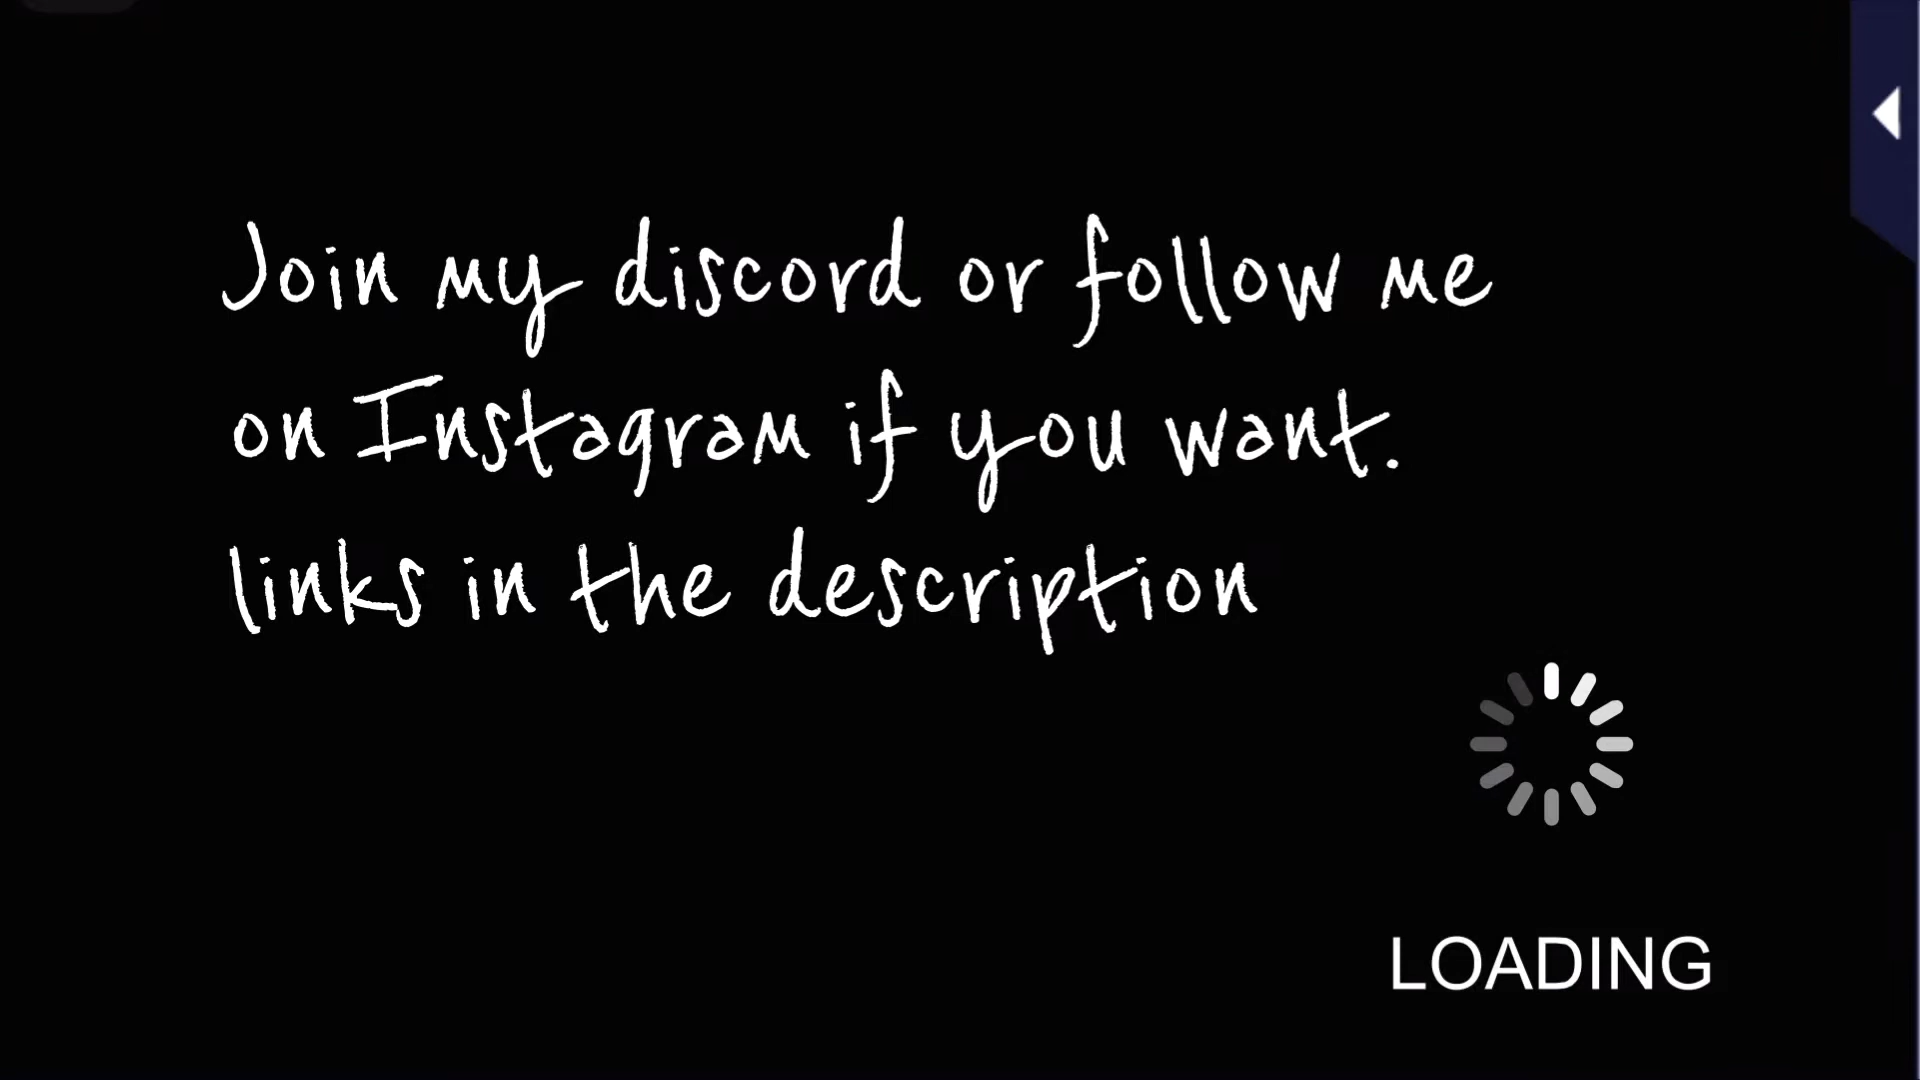 Join my discord or follow me
on Instagram if you want.
links in the description
LOADING